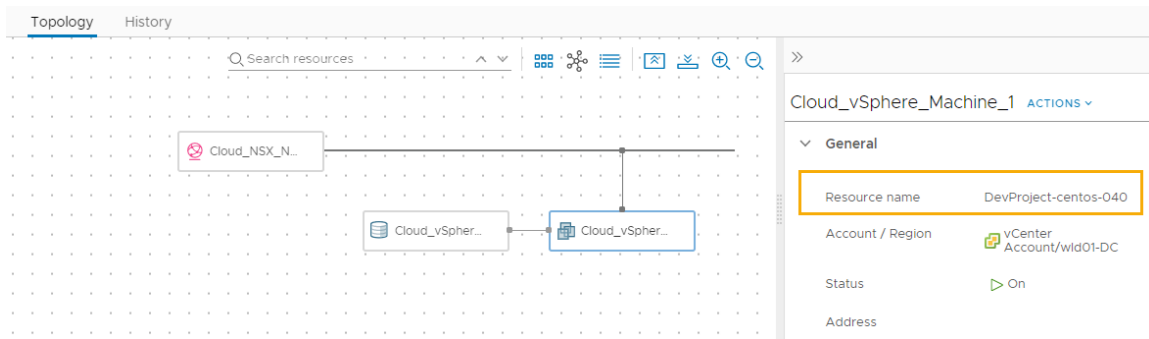 Topology History
Search resources
Cloud_vSphere_Machine_1 ACTIONS
General
Cloud_NSX_N...
Resource name DevProject-centos-040
Cloud_vSpher... Cloud_vSpher...
Account / Region vCenter
Account/wld01-DC
Status On
Address